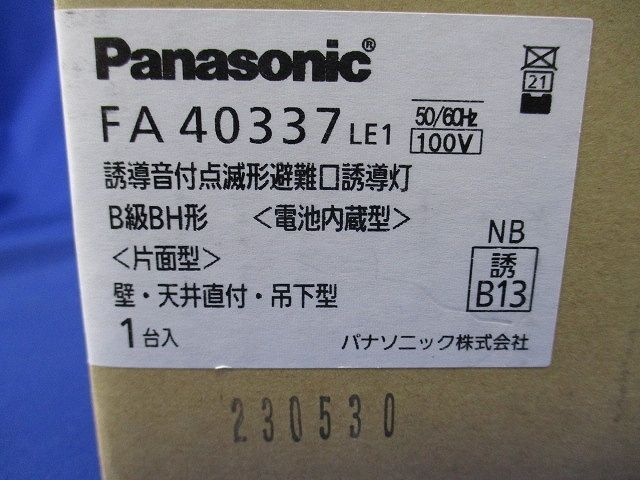 Panasonic®
FA 40337 LE1 50/60Hz 100V
21
誘導音付点滅形避難口誘導灯
B級BH形 〈電池内蔵型〉
〈片面型〉
壁・天井直付・吊下型
1台入
NB
誘
B13
パナソニック株式会社
230530